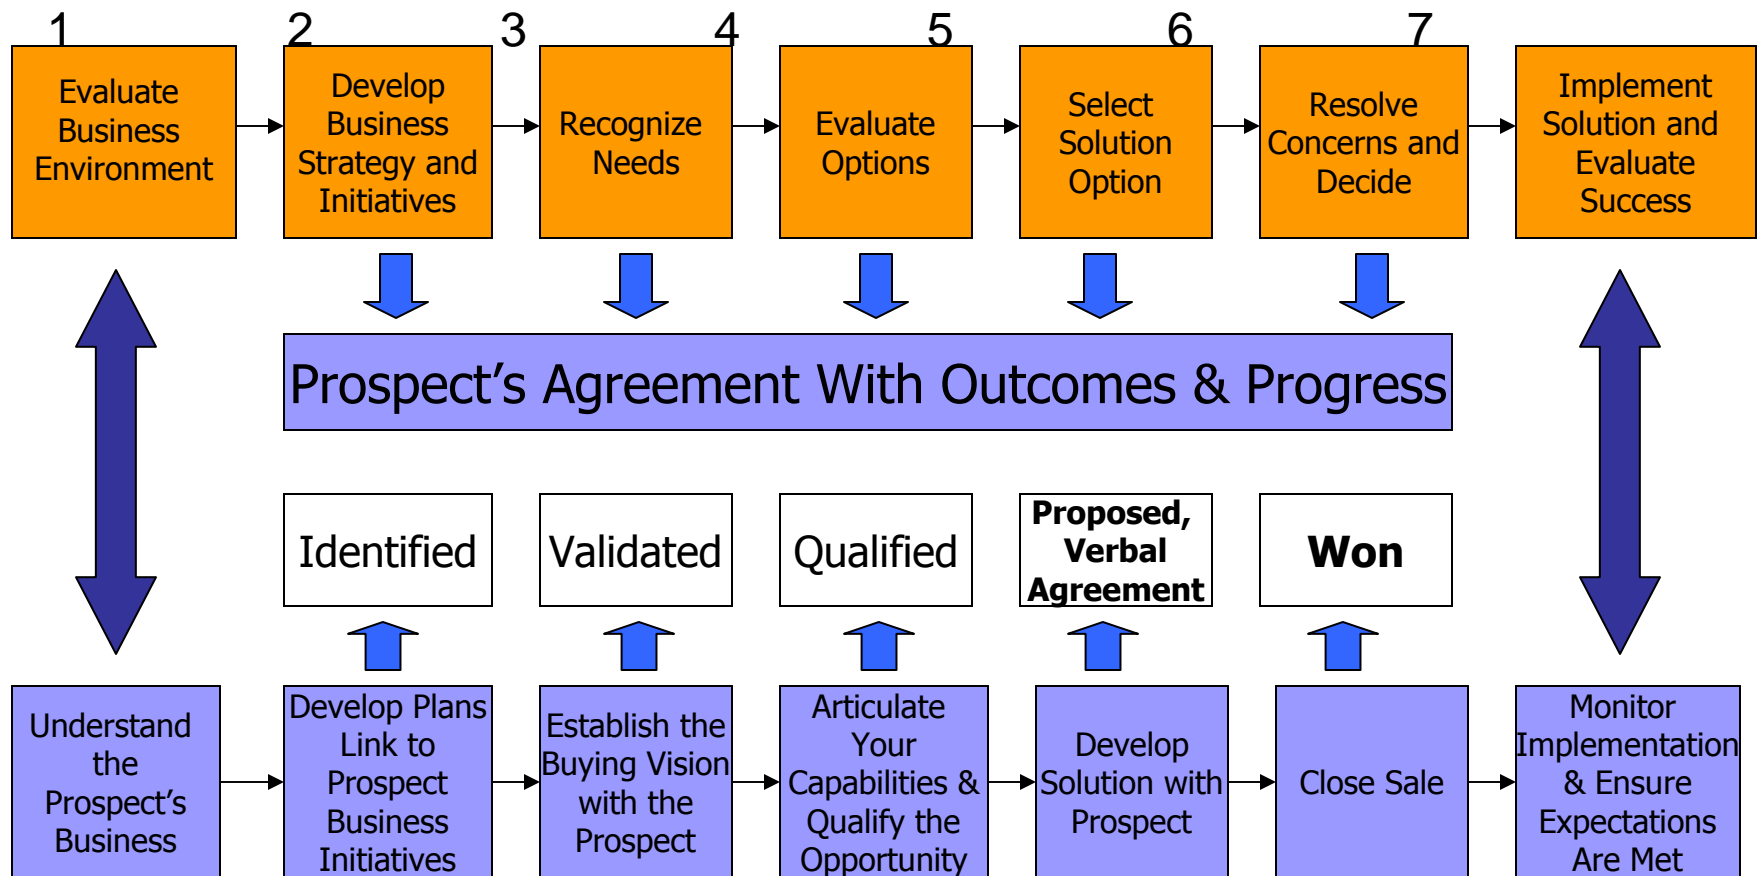 1 2 3 4 5 6 7
Evaluate
Business
Environment
Develop
Business
Strategy and
Initiatives
Recognize
Needs
Evaluate
Options
Select
Solution
Option
Resolve
Concerns and
Decide
Implement
Solution and
Evaluate
Success
Prospect’s Agreement With Outcomes & Progress
Identified
Validated
Qualified
Proposed,
Verbal
Agreement
Won
Understand
the
Prospect’s
Business
Develop Plans
Link to
Prospect
Business
Initiatives
Establish the
Buying Vision
with the
Prospect
Articulate
Your
Capabilities &
Qualify the
Opportunity
Develop
Solution with
Prospect
Close Sale
Monitor
Implementation
& Ensure
Expectations
Are Met